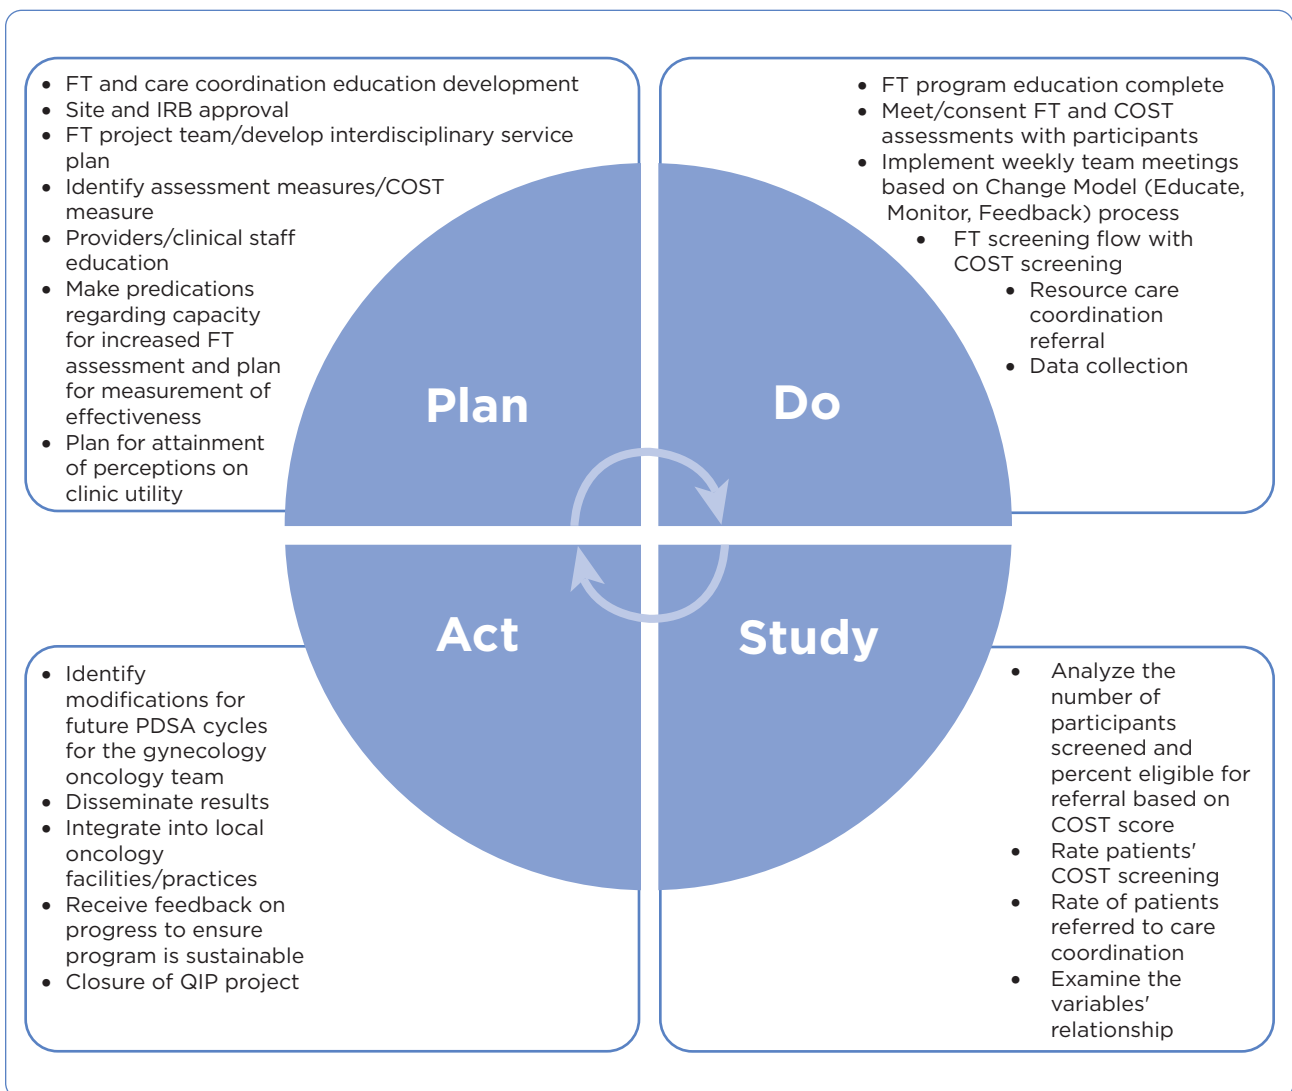 • FT and care coordination education development
• Site and IRB approval
• FT project team/develop interdisciplinary service
plan
• Identify assessment measures/COST
measure
• Providers/clinical staff
education
• Make predications
regarding capacity
for increased FT
assessment and plan
for measurement of
effectiveness
• Plan for attainment
of perceptions on
clinic utility
Plan
• FT program education complete
• Meet/consent FT and COST
assessments with participants
• Implement weekly team meetings
based on Change Model (Educate,
Monitor, Feedback) process
• FT screening flow with
COST screening
• Resource care
coordination
referral
• Data collection
Do
Act
• Identify
modifications for
future PDSA cycles
for the gynecology
oncology team
• Disseminate results
• Integrate into local
oncology
facilities/practices
• Receive feedback on
progress to ensure
program is sustainable
• Closure of QIP project
Study
• Analyze the
number of
participants
screened and
percent eligible for
referral based on
COST score
• Rate patients'
COST screening
• Rate of patients
referred to care
coordination
• Examine the
variables'
relationship